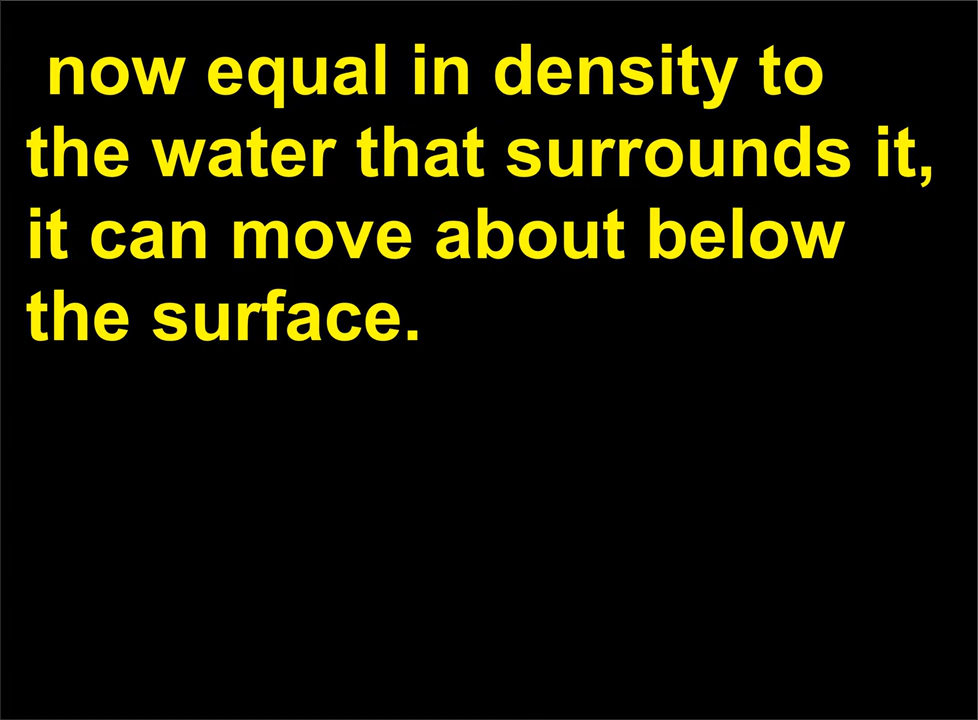 now equal in density to
the water that surrounds it,
it can move about below
the surface.